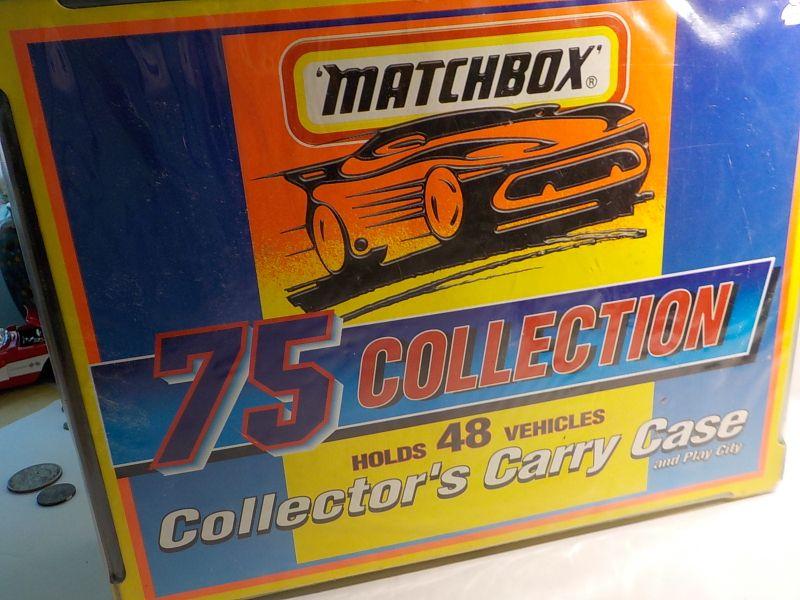 'MATCHBOX'®
75 COLLECTION
HOLDS 48 VEHICLES
Collector's Carry Case
and Play City